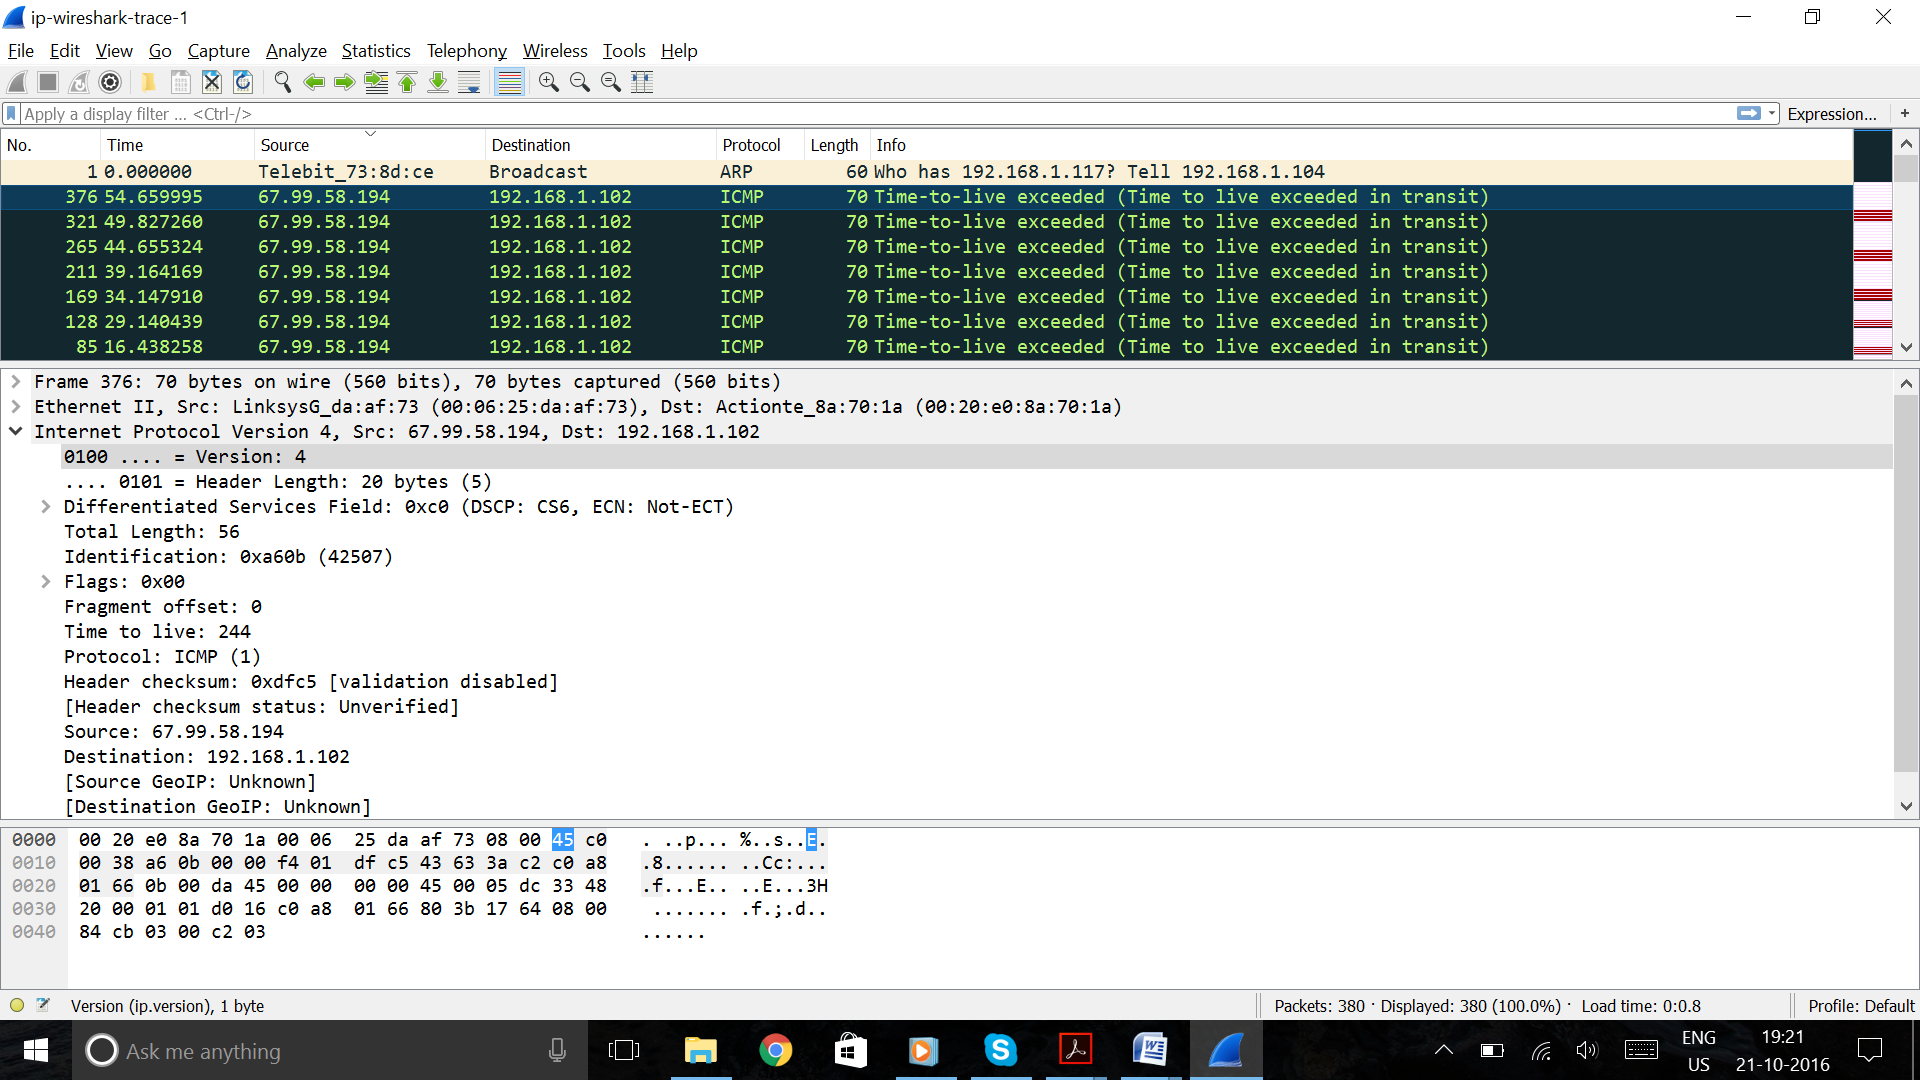 ip-wireshark-trace-1
File Edit View Go Capture Analyze Statistics Telephony Wireless Tools Help
Apply a display filter ... <Ctrl-/> Expression... +
No. Time Source Destination Protocol Length Info
1 0.000000 Telebit_73:8d:ce Broadcast ARP 60 Who has 192.168.1.117? Tell 192.168.1.104
376 54.659995 67.99.58.194 192.168.1.102 ICMP 70 Time-to-live exceeded (Time to live exceeded in transit)
321 49.827260 67.99.58.194 192.168.1.102 ICMP 70 Time-to-live exceeded (Time to live exceeded in transit)
265 44.655324 67.99.58.194 192.168.1.102 ICMP 70 Time-to-live exceeded (Time to live exceeded in transit)
211 39.164169 67.99.58.194 192.168.1.102 ICMP 70 Time-to-live exceeded (Time to live exceeded in transit)
169 34.147910 67.99.58.194 192.168.1.102 ICMP 70 Time-to-live exceeded (Time to live exceeded in transit)
128 29.140439 67.99.58.194 192.168.1.102 ICMP 70 Time-to-live exceeded (Time to live exceeded in transit)
85 16.438258 67.99.58.194 192.168.1.102 ICMP 70 Time-to-live exceeded (Time to live exceeded in transit)
Frame 376: 70 bytes on wire (560 bits), 70 bytes captured (560 bits)
Ethernet II, Src: LinksysG_da:af:73 (00:06:25:da:af:73), Dst: Actionte_8a:70:1a (00:20:e0:8a:70:1a)
Internet Protocol Version 4, Src: 67.99.58.194, Dst: 192.168.1.102
0100 .... = Version: 4
.... 0101 = Header Length: 20 bytes (5)
Differentiated Services Field: 0xc0 (DSCP: CS6, ECN: Not-ECT)
Total Length: 56
Identification: 0xa60b (42507)
Flags: 0x00
Fragment offset: 0
Time to live: 244
Protocol: ICMP (1)
Header checksum: 0xdfc5 [validation disabled]
[Header checksum status: Unverified]
Source: 67.99.58.194
Destination: 192.168.1.102
[Source GeoIP: Unknown]
[Destination GeoIP: Unknown]
0000 00 20 e0 8a 70 1a 00 06 25 da af 73 08 00 45 c0 . ..p... %..s..E.
0010 00 38 a6 0b 00 00 f4 01 df c5 43 63 3a c2 c0 a8 .8...... ..Cc:...
0020 01 66 0b 00 da 45 00 00 00 00 45 00 05 dc 33 48 .f...E.. ..E...3H
0030 20 00 01 01 d0 16 c0 a8 01 66 80 3b 17 64 08 00 ....... .f.;.d..
0040 84 cb 03 00 c2 03 ......
Version (ip.version), 1 byte Packets: 380 · Displayed: 380 (100.0%) · Load time: 0:0.8 Profile: Default
Ask me anything ENG 19:21
US 21-10-2016